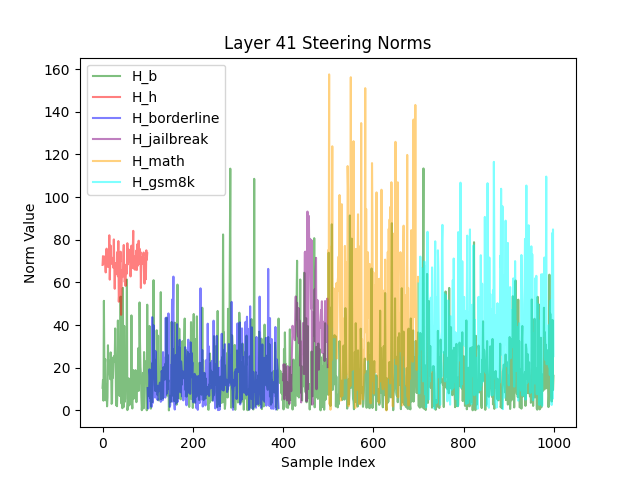 Layer 41 Steering Norms
160
140
120
100
80
60
40
20
0
Norm Value
H_b
H_h
H_borderline
H_jailbreak
H_math
H_gsm8k
0 200 400 600 800 1000
Sample Index